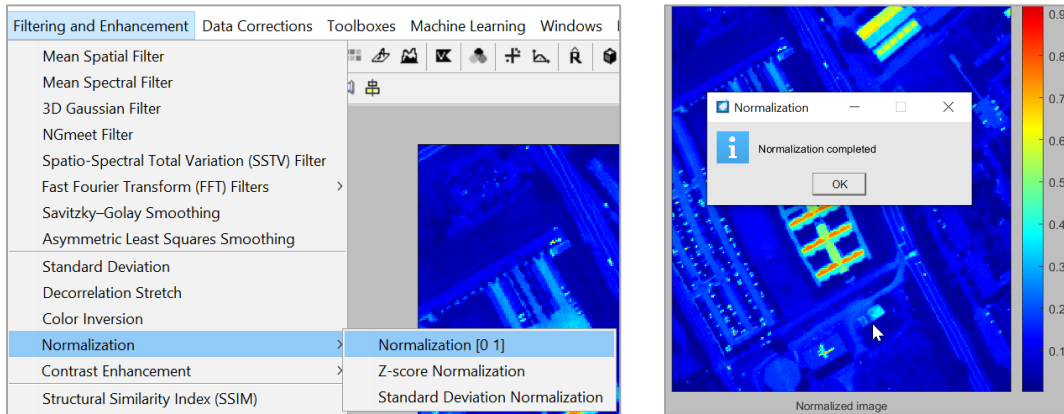 Filtering and Enhancement Data Corrections Toolboxes Machine Learning Windows
Mean Spatial Filter
Mean Spectral Filter
3D Gaussian Filter
NGmeet Filter
Spatio-Spectral Total Variation (SSTV) Filter
Fast Fourier Transform (FFT) Filters
Savitzky–Golay Smoothing
Asymmetric Least Squares Smoothing
Standard Deviation
Decorrelation Stretch
Color Inversion
Normalization
Contrast Enhancement
Structural Similarity Index (SSIM)
Normalization [0 1]
Z-score Normalization
Standard Deviation Normalization
R̂
Normalization
Normalization completed
OK
0.9
0.8
0.7
0.6
0.5
0.4
0.3
0.2
0.1
Normalized image